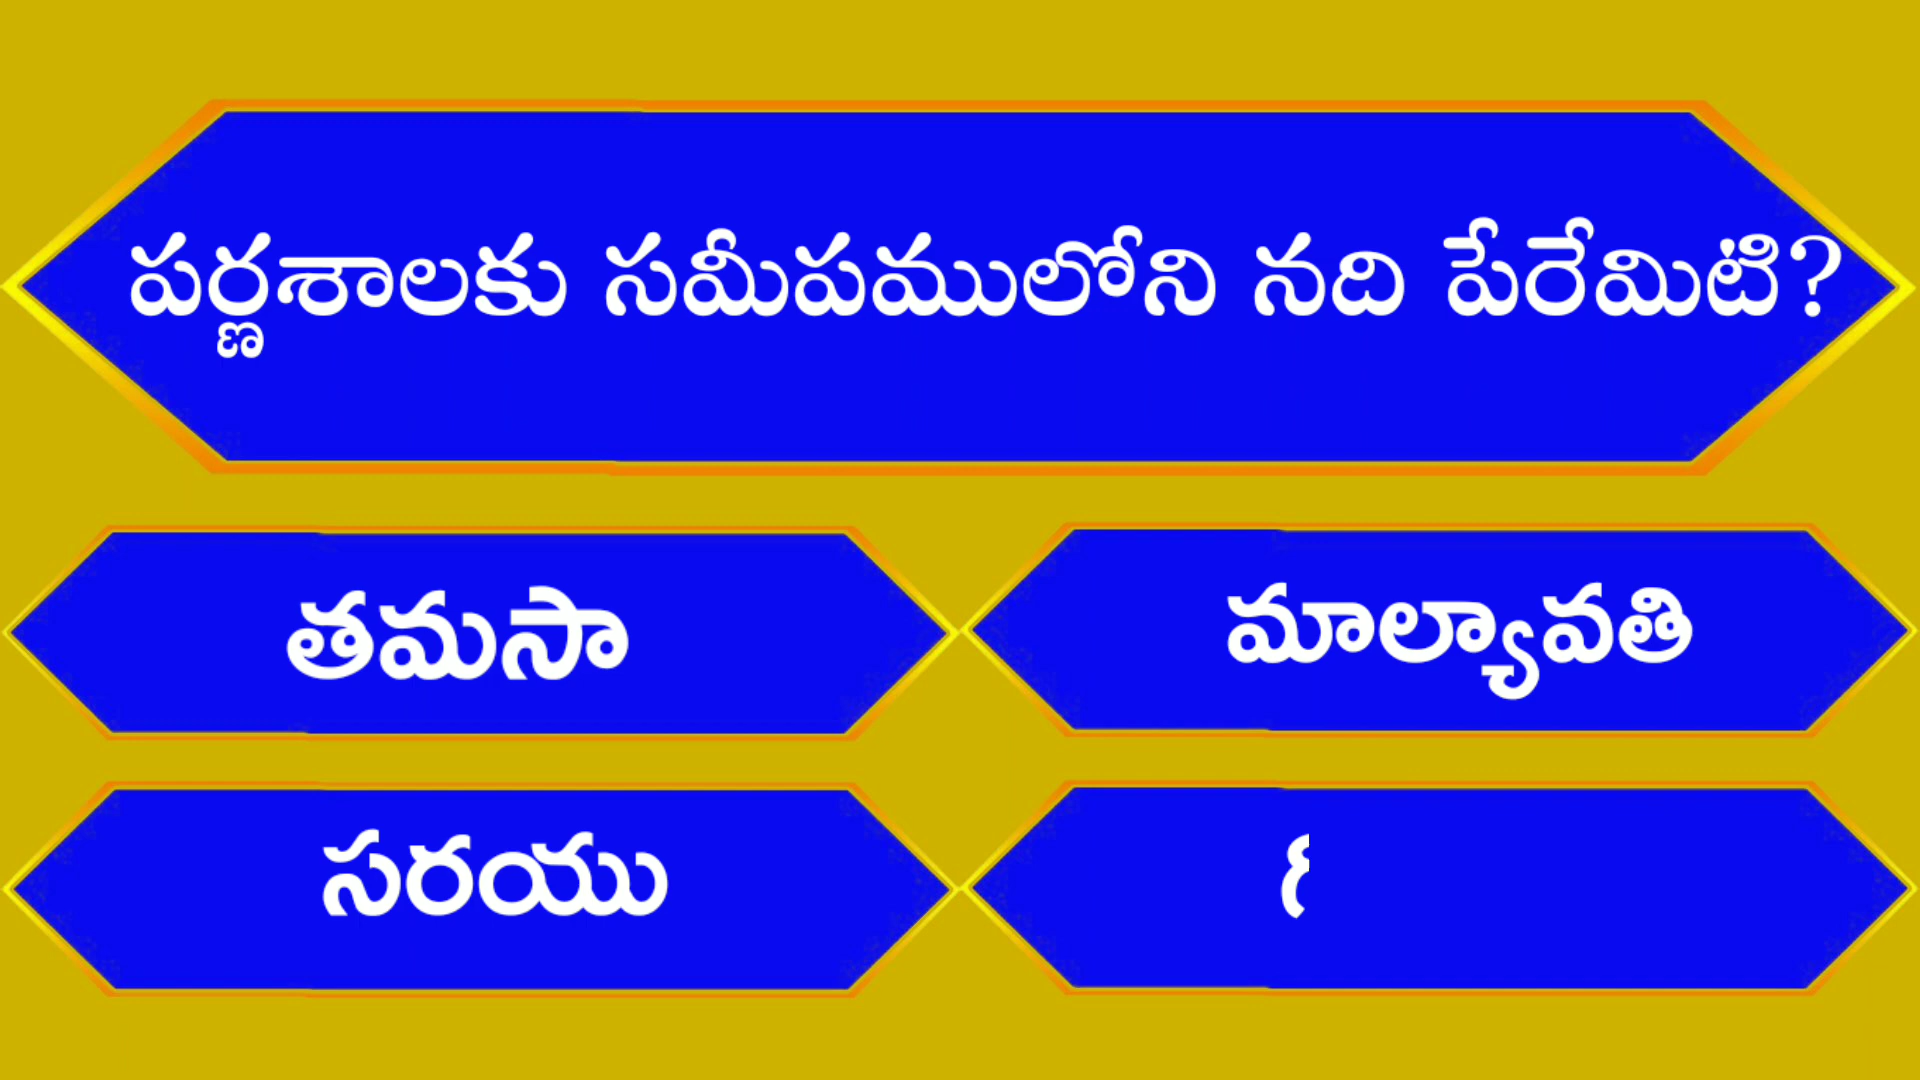 పర్ణశాలకు సమీపములోని నది పేరేమిటి?
తమసా
మాల్యావతి
సరయు